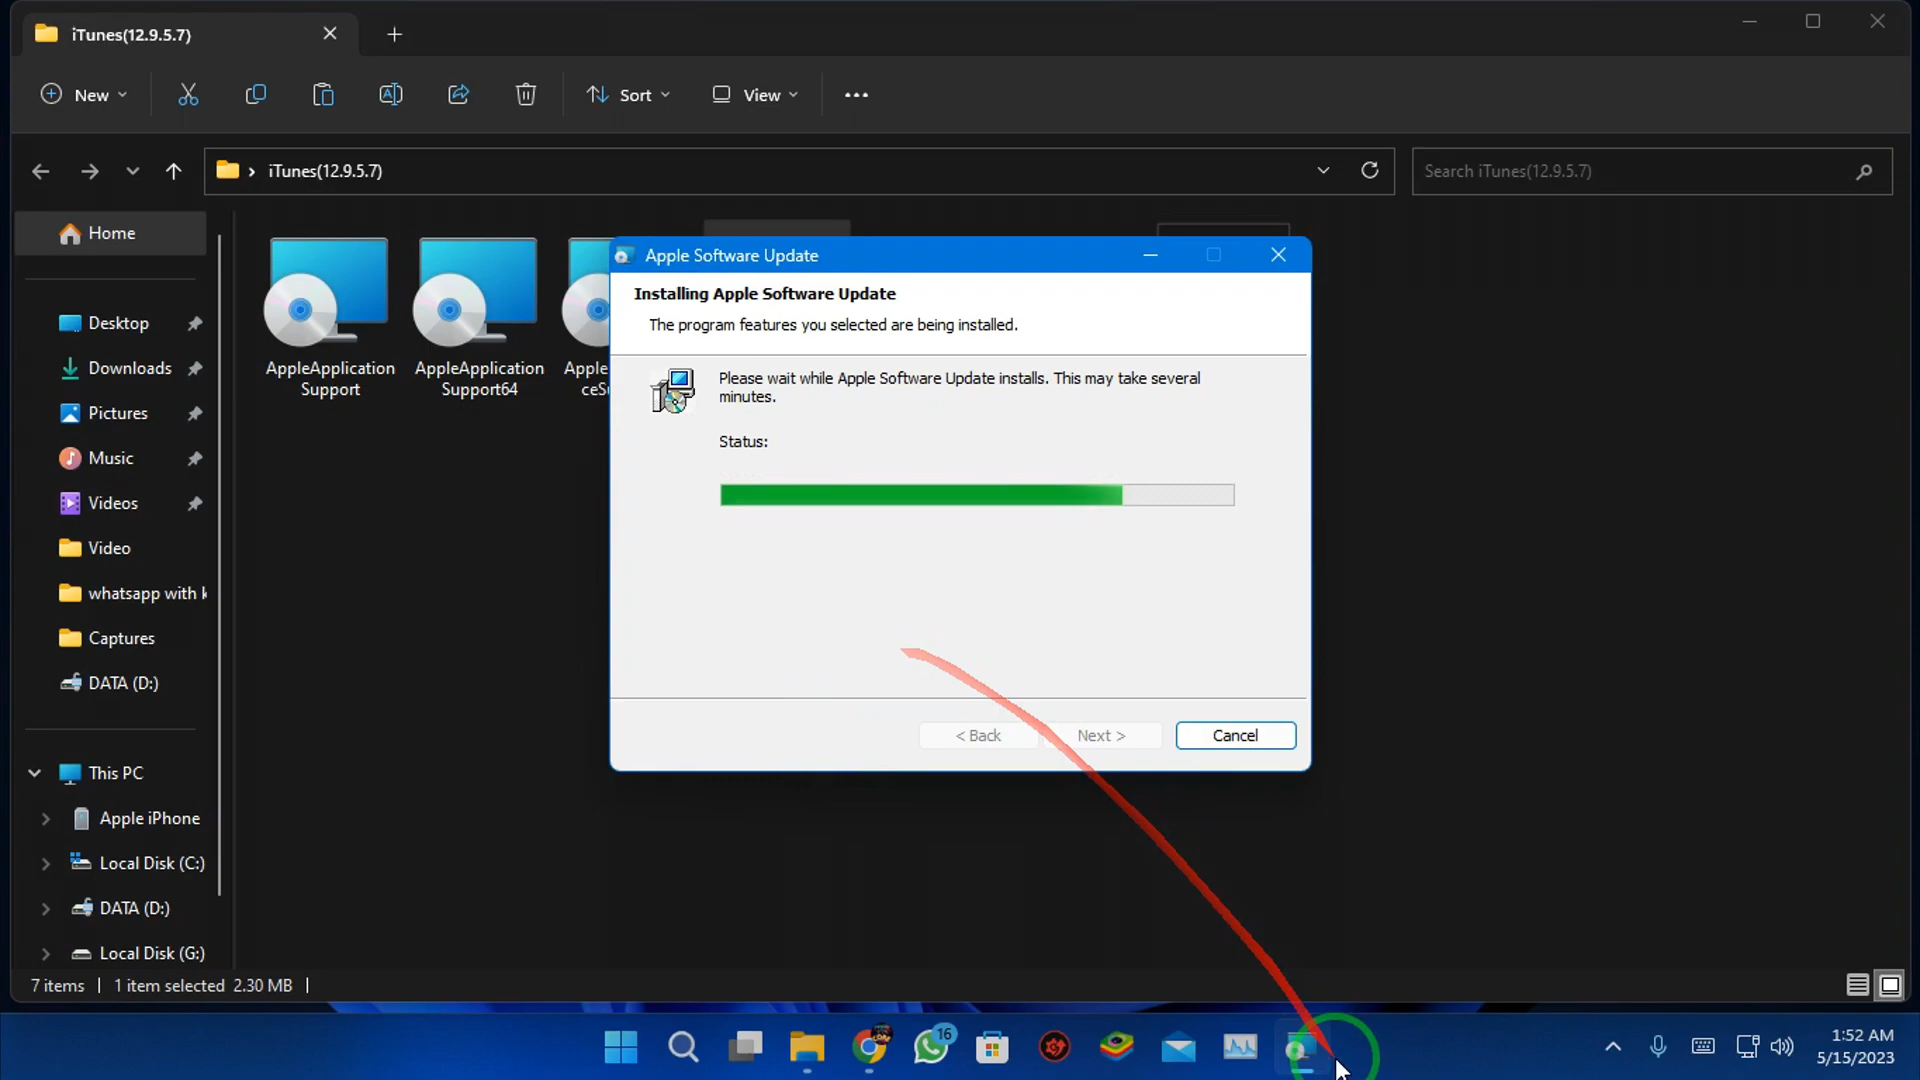 iTunes(12.9.5.7)
New
Sort
View
iTunes(12.9.5.7)
Search iTunes(12.9.5.7)
Home
Desktop
Downloads
Pictures
Music
Videos
Video
whatsapp with k
Captures
DATA (D:)
This PC
Apple iPhone
Local Disk (C:)
DATA (D:)
Local Disk (G:)
AppleApplication
Support
AppleApplication
Support64
Apple
ceSu
Apple Software Update
Installing Apple Software Update
The program features you selected are being installed.
Please wait while Apple Software Update installs. This may take several
minutes.
Status:
< Back
Next >
Cancel
7 items
1 item selected 2.30 MB
16
1:52 AM
5/15/2023